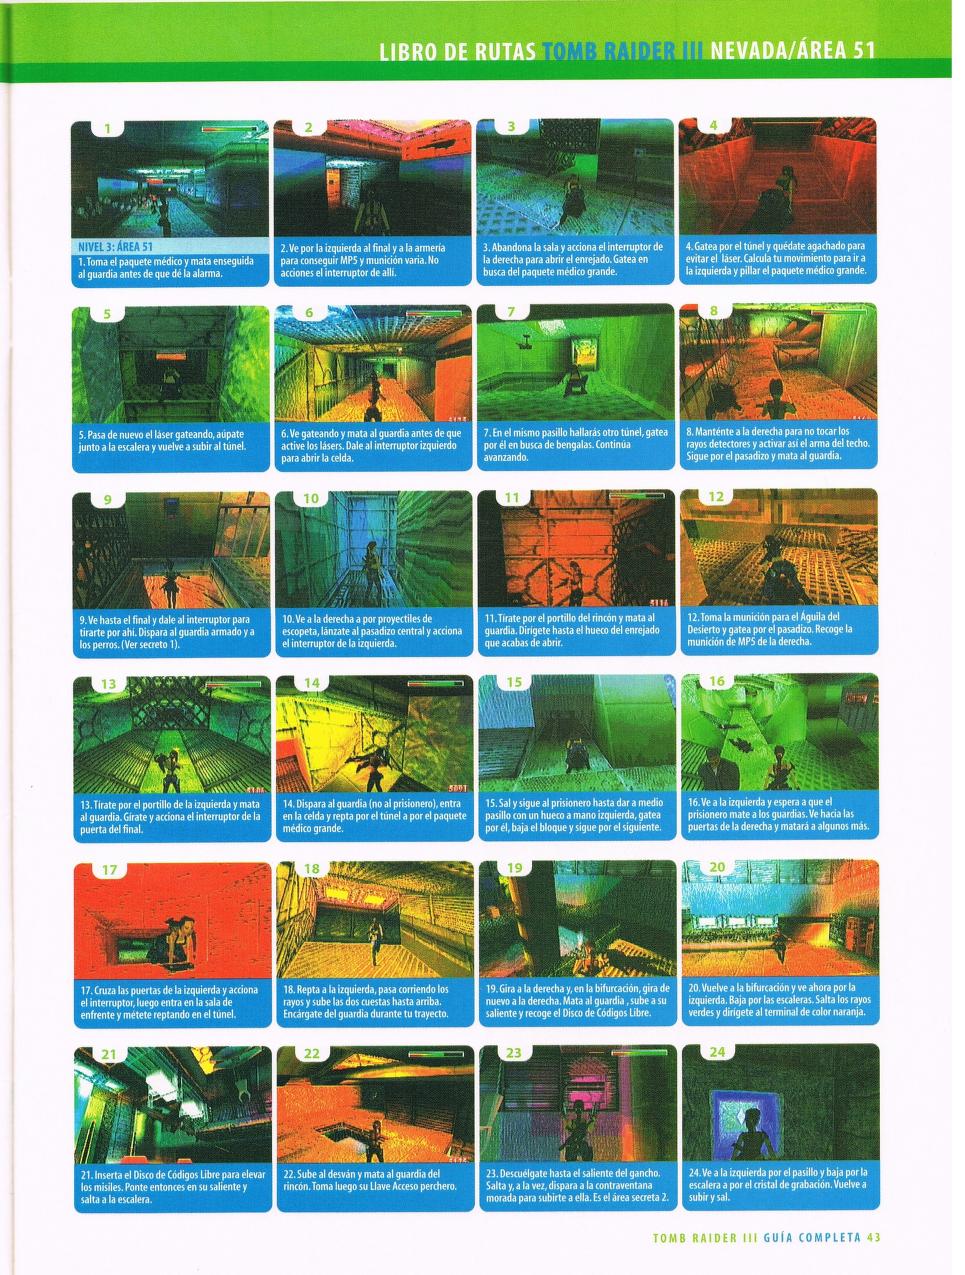 LIBRO DE RUTAS TOMB RAIDER III NEVADA/ÁREA 51
1
NIVEL 3: ÁREA 51
1. Toma el paquete médico y mata enseguida
al guardia antes de que dé la alarma.
2
2. Ve por la izquierda al final y a la armería
para conseguir MP5 y munición varia. No
acciones el interruptor de allí.
3
3. Abandona la sala y acciona el interruptor de
la derecha para abrir el enrejado. Gatea en
busca del paquete médico grande.
4
4. Gatea por el túnel y quédate agachado para
evitar el láser. Calcula tu movimiento para ir a
la izquierda y pillar el paquete médico grande.
5
5. Pasa de nuevo el láser gateando, aúpate
junto a la escalera y vuelve a subir al túnel.
6
6. Ve gateando y mata al guardia antes de que
active los lásers. Dale al interruptor izquierdo
para abrir la celda.
7
7. En el mismo pasillo hallarás otro túnel, gatea
por él en busca de bengalas. Continúa
avanzando.
8
8. Manténte a la derecha para no tocar los
rayos detectores y activar así el arma del techo.
Sigue por el pasadizo y mata al guardia.
9
9. Ve hasta el final y dale al interruptor para
tirarte por ahí. Dispara al guardia armado y a
los perros. (Ver secreto 1).
10
10. Ve a la derecha a por proyectiles de
escopeta, lánzate al pasadizo central y acciona
el interruptor de la izquierda.
11
11. Tírate por el portillo del rincón y mata al
guardia. Dirígete hasta el hueco del enrejado
que acabas de abrir.
12
12. Toma la munición para el Águila del
Desierto y gatea por el pasadizo. Recoge la
munición de MP5 de la derecha.
13
13. Tírate por el portillo de la izquierda y mata
al guardia. Gírate y acciona el interruptor de la
puerta del final.
14
14. Dispara al guardia (no al prisionero), entra
en la celda y repta por el túnel a por el paquete
médico grande.
15
15. Sal y sigue al prisionero hasta dar a medio
pasillo con un hueco a mano izquierda, gatea
por él, baja el bloque y sigue por el siguiente.
16
16. Ve a la izquierda y espera a que el
prisionero mate a los guardias. Ve hacia las
puertas de la derecha y matará a algunos más.
17
17. Cruza las puertas de la izquierda y acciona
el interruptor, luego entra en la sala de
enfrente y métete reptando en el túnel.
18
18. Repta a la izquierda, pasa corriendo los
rayos y sube las dos cuestas hasta arriba.
Encárgate del guardia durante tu trayecto.
19
19. Gira a la derecha y, en la bifurcación, gira de
nuevo a la derecha. Mata al guardia , sube a su
saliente y recoge el Disco de Códigos Libre.
20
20. Vuelve a la bifurcación y ve ahora por la
izquierda. Baja por las escaleras. Salta los rayos
verdes y dirígete al terminal de color naranja.
21
21. Inserta el Disco de Códigos Libre para elevar
los misiles. Ponte entonces en su saliente y
salta a la escalera.
22
22. Sube al desván y mata al guardia del
rincón. Toma luego su Llave Acceso perchero.
23
23. Descuélgate hasta el saliente del gancho.
Salta y, a la vez, dispara a la contraventana
morada para subirte a ella. Es el área secreta 2.
24
24. Ve a la izquierda por el pasillo y baja por la
escalera a por el cristal de grabación. Vuelve a
subir y sal.
TOMB RAIDER III GUÍA COMPLETA 43